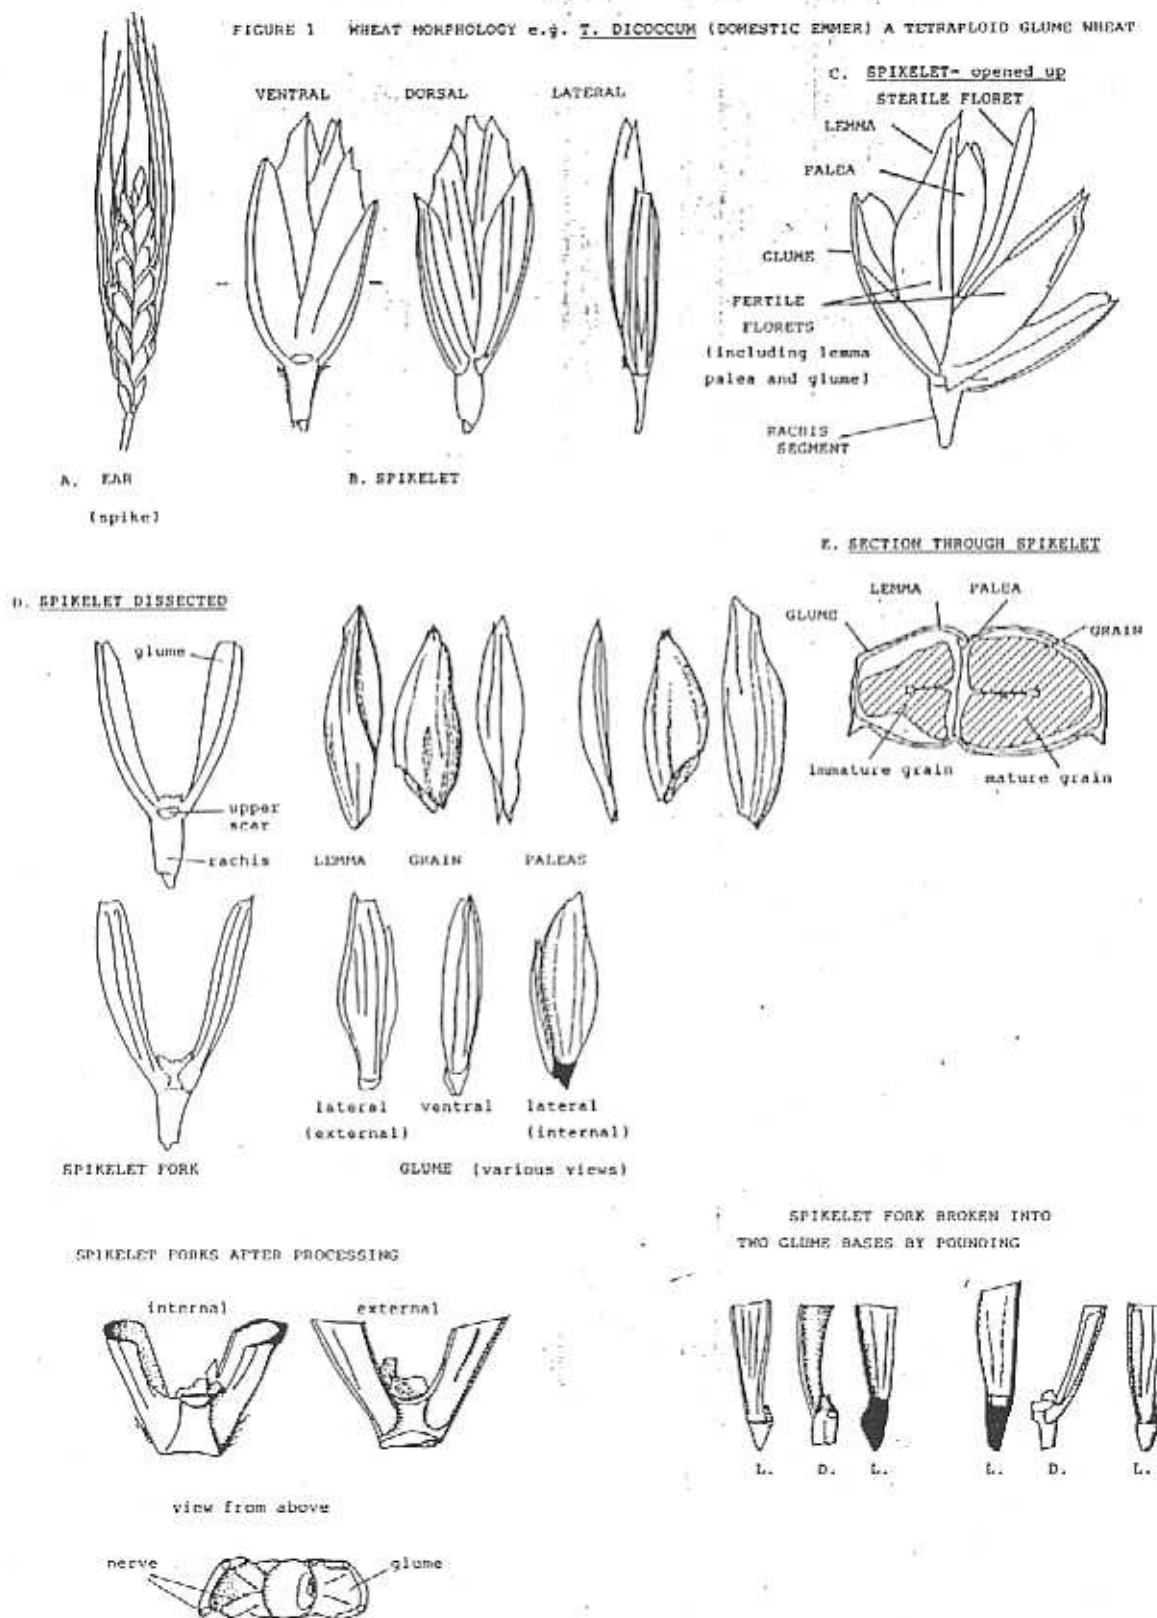 FIGURE 1 WHEAT MORPHOLOGY e.g. T. DICOCCUM (DOMESTIC EMMER) A TETRAPLOID GLUME WHEAT
VENTRAL DORSAL LATERAL
A. EAR
(spike)
B. SPIKELET
C. SPIKELET- opened up
STERILE FLORET
LEMMA
PALEA
GLUME
FERTILE
FLORETS
(including lemma
palea and glume)
RACHIS
SEGMENT
D. SPIKELET DISSECTED
glume
upper
scar
rachis
LEMMA GRAIN PALEAS
E. SECTION THROUGH SPIKELET
LEMMA PALEA
GLUME GRAIN
immature grain mature grain
SPIKELET FORK
lateral ventral lateral
(external) (internal)
GLUME (various views)
SPIKELET FORKS AFTER PROCESSING
internal external
view from above
nerve glume
SPIKELET FORK BROKEN INTO
TWO GLUME BASES BY POUNDING
L. D. L. L. D. L.